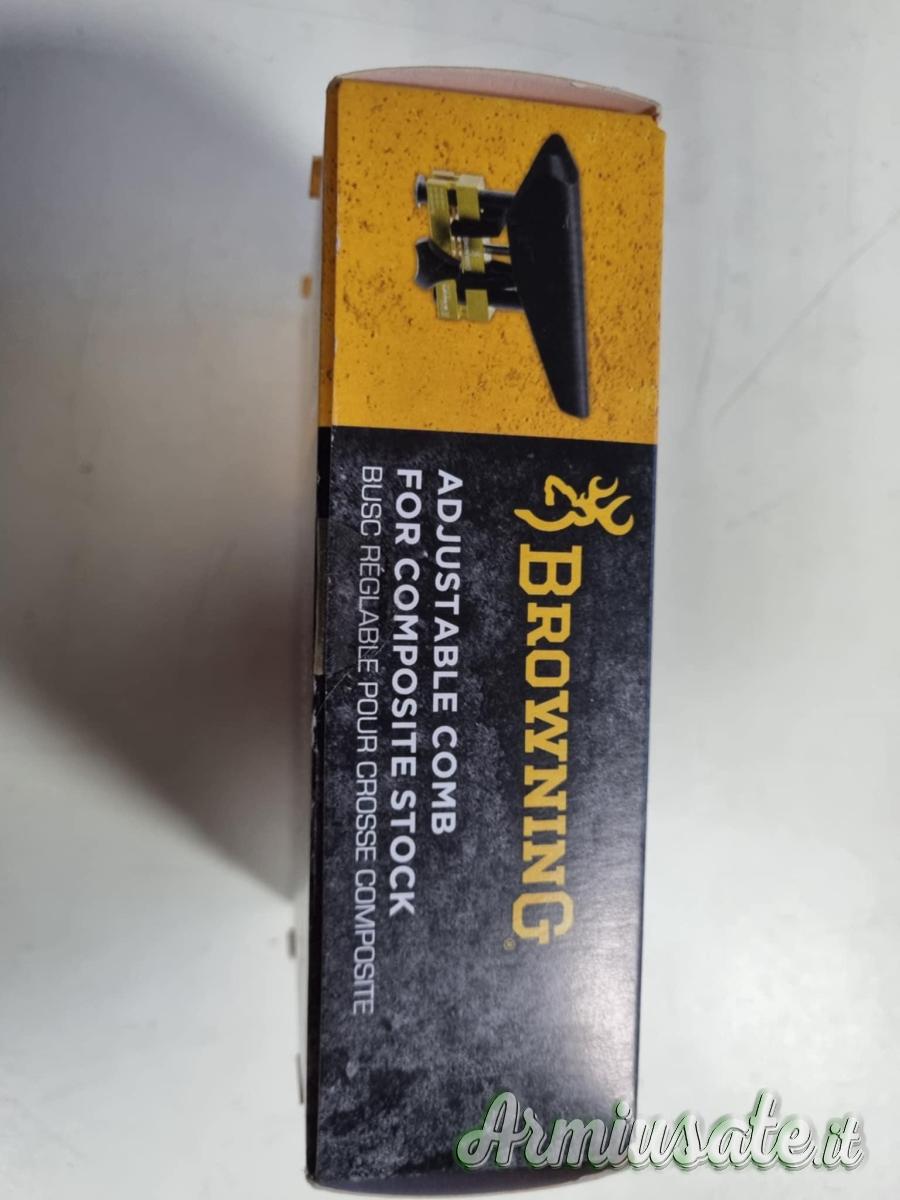 BROWNING®
ADJUSTABLE COMB
FOR COMPOSITE STOCK
BUSC RÉGLABLE POUR CROSSE COMPOSITE
Armiusate.it